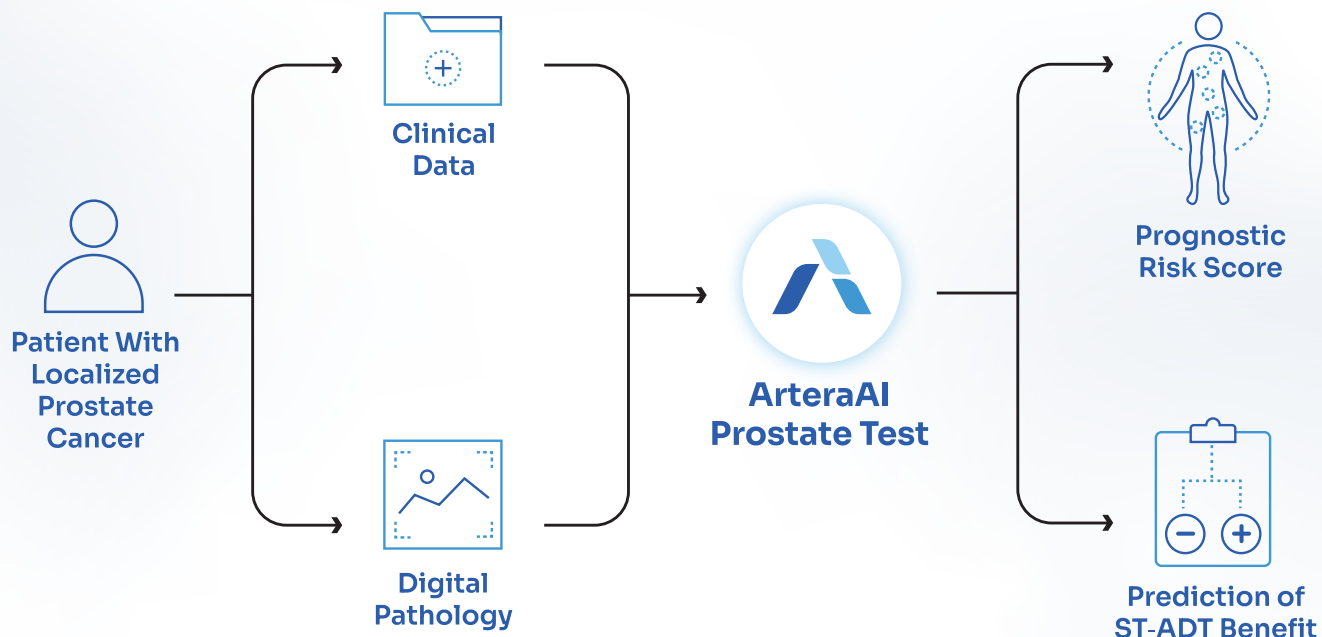 Patient With
Localized
Prostate
Cancer
Clinical
Data
Digital
Pathology
ArteraAI
Prostate Test
Prognostic
Risk Score
Prediction of
ST-ADT Benefit